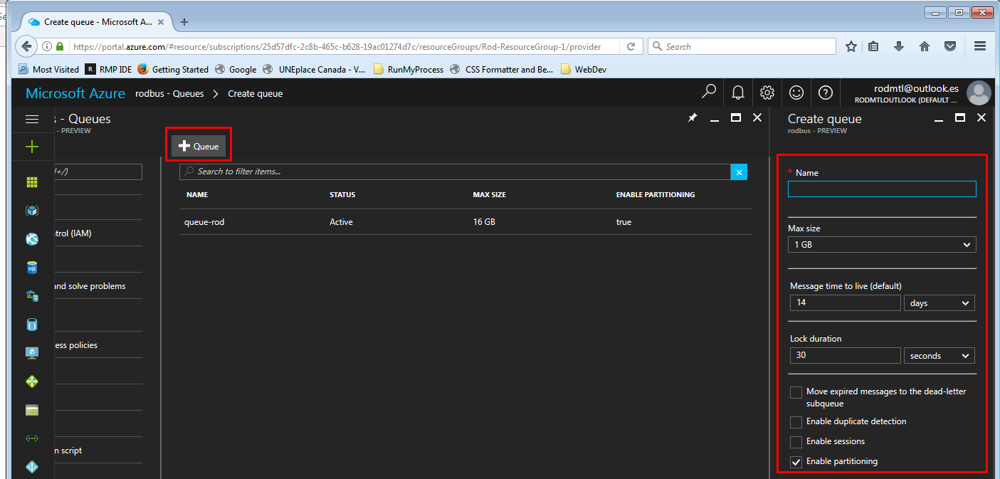 Create queue - Microsoft A...
https://portal.azure.com/#resource/subscriptions/25d57dfc-2c8b-465c-b628-19ac01274d7c/resourceGroups/Rod-ResourceGroup-1/provider
Search
Most Visited RMP IDE Getting Started Google UNEplace Canada - V... RunMyProcess CSS Formatter and Be... WebDev
Microsoft Azure rodbus - Queues > Create queue
rodmtl@outlook.es
RODMTLOUTLOOK (DEFAULT ...
- Queues
- PREVIEW
+ Queue
/)
trol (IAM)
and solve problems
ess policies
n script
Search to filter items...
NAME STATUS MAX SIZE ENABLE PARTITIONING
queue-rod Active 16 GB true
Create queue
rodbus - PREVIEW
* Name
Max size
1 GB
Message time to live (default)
14 days
Lock duration
30 seconds
Move expired messages to the dead-letter
subqueue
Enable duplicate detection
Enable sessions
Enable partitioning